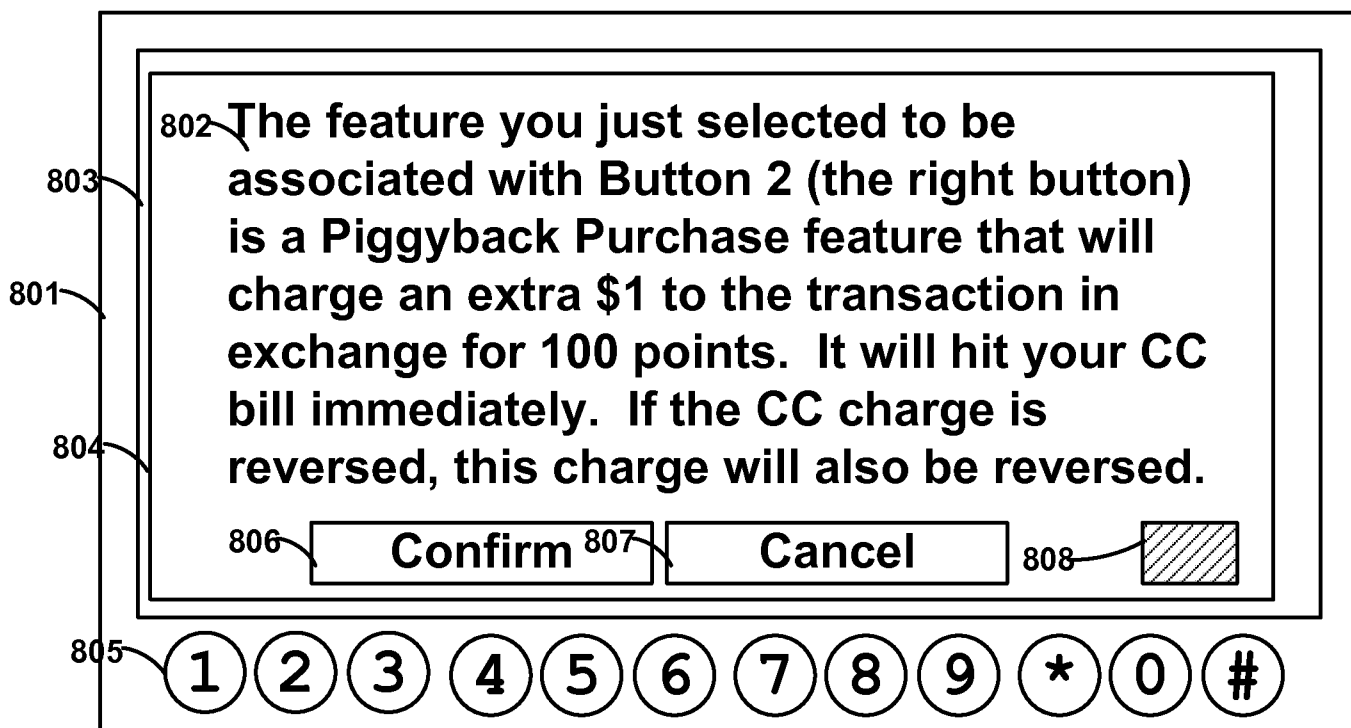 802 The feature you just selected to be
803 associated with Button 2 (the right button)
is a Piggyback Purchase feature that will
801 charge an extra $1 to the transaction in
exchange for 100 points. It will hit your CC
bill immediately. If the CC charge is
804 reversed, this charge will also be reversed.
806 Confirm 807 Cancel 808
805 1 2 3 4 5 6 7 8 9 * 0 #